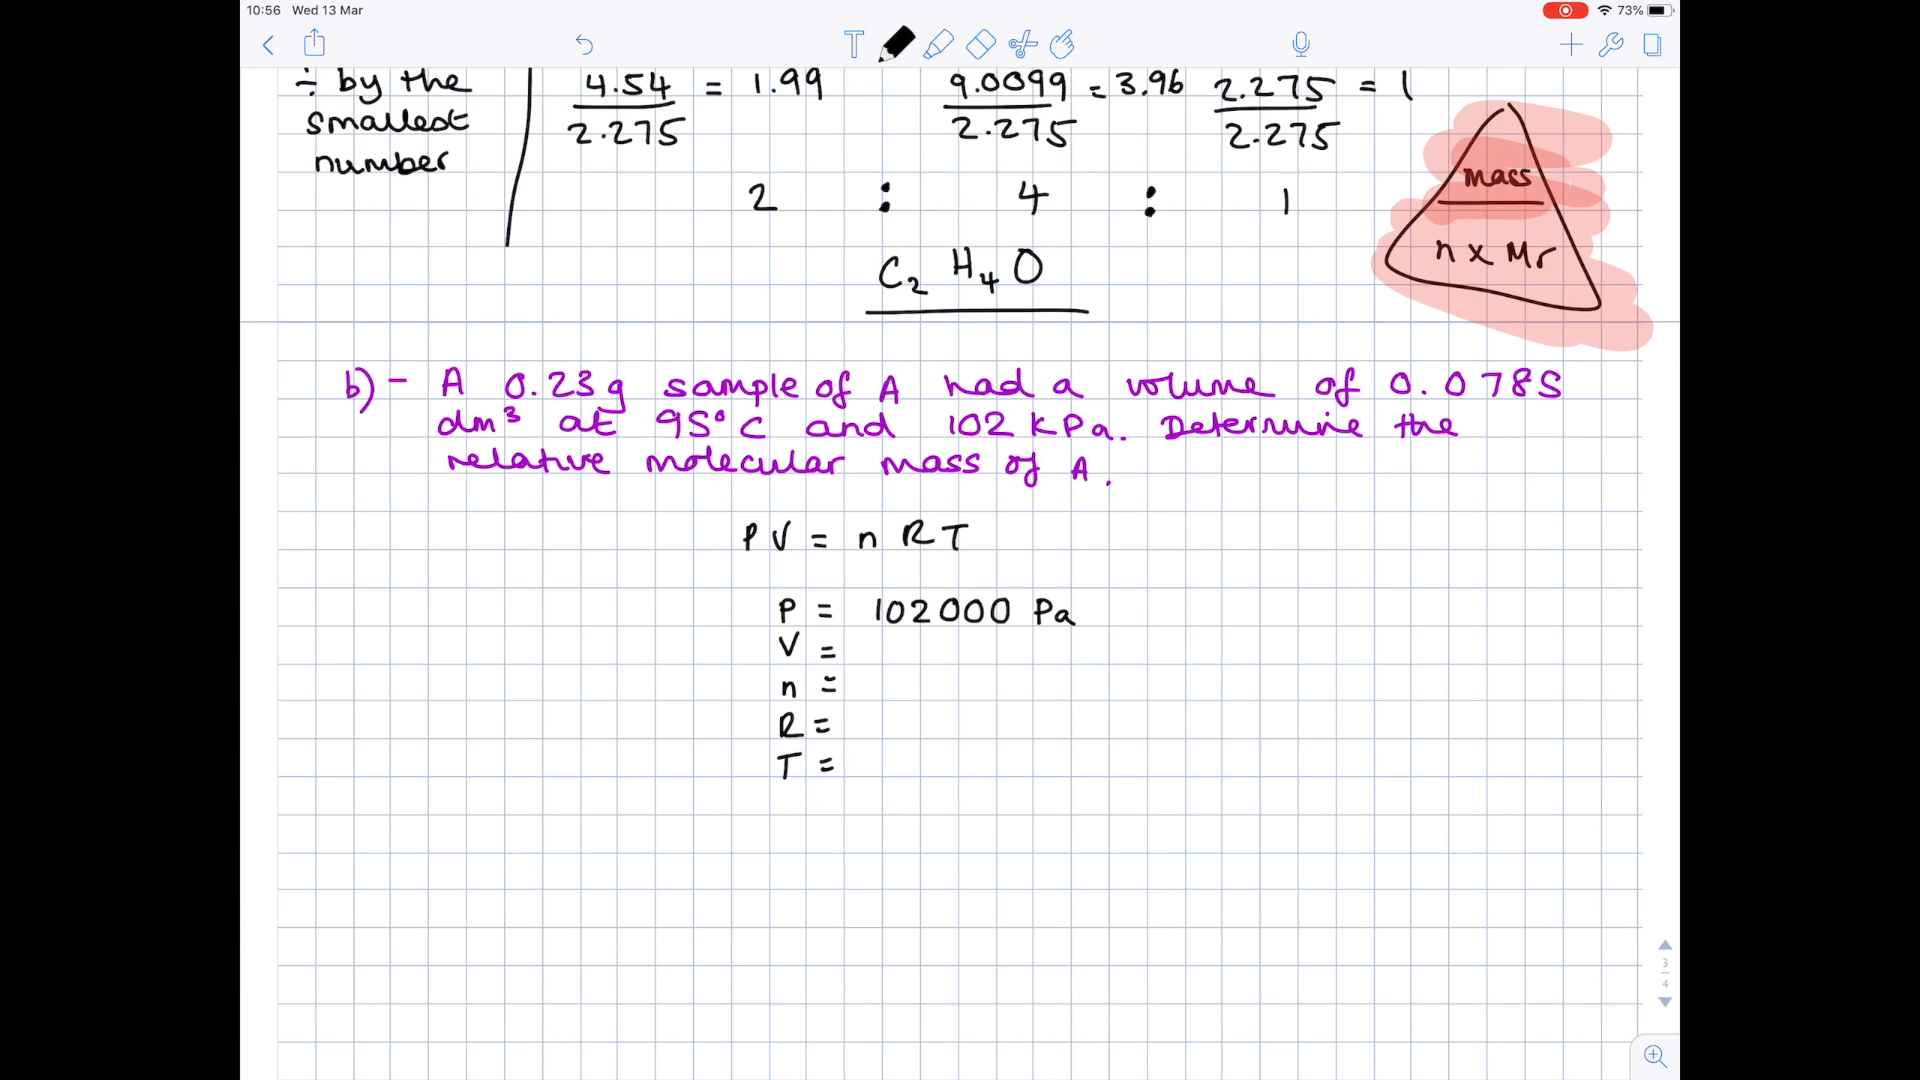 10:56 Wed 13 Mar 73%
T
÷ by the smallest number
4.54 / 2.275 = 1.99
9.0099 / 2.275 = 3.96
2.275 / 2.275 = 1
2 : 4 : 1
mass
n x Mr
C₂H₄O
b) - A 0.23g sample of A had a volume of 0.0785
dm³ at 95°C and 102 kPa. Determine the
relative molecular mass of A.
PV = nRT
P = 102000 Pa
V =
n =
R =
T =
3
4